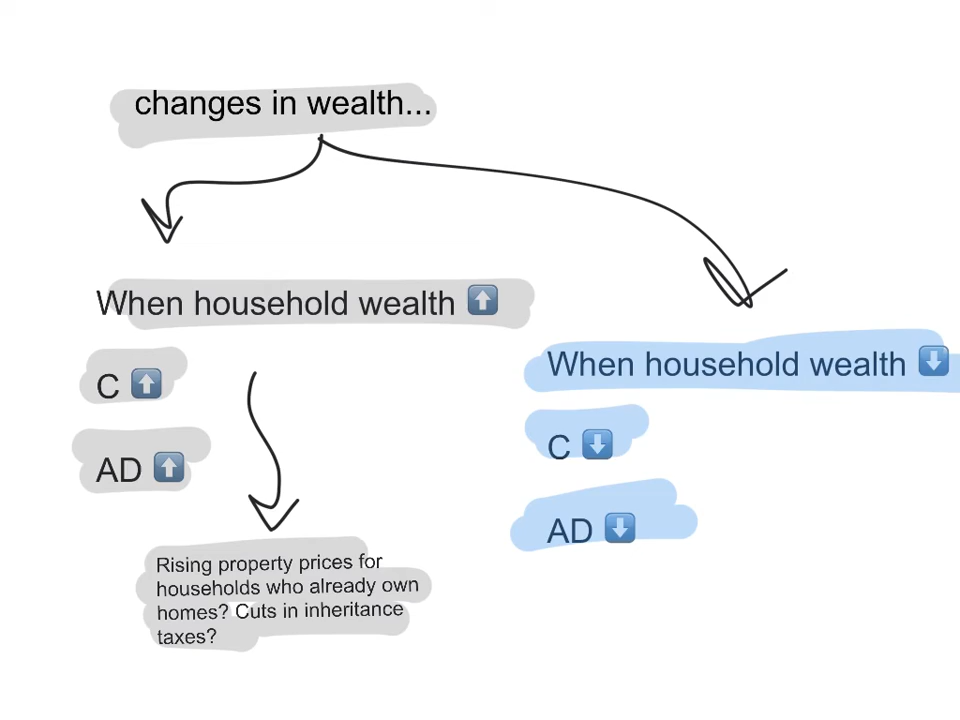 changes in wealth...
When household wealth ⬆️
C ⬆️
AD ⬆️
Rising property prices for
households who already own
homes? Cuts in inheritance
taxes?
When household wealth ⬇️
C ⬇️
AD ⬇️